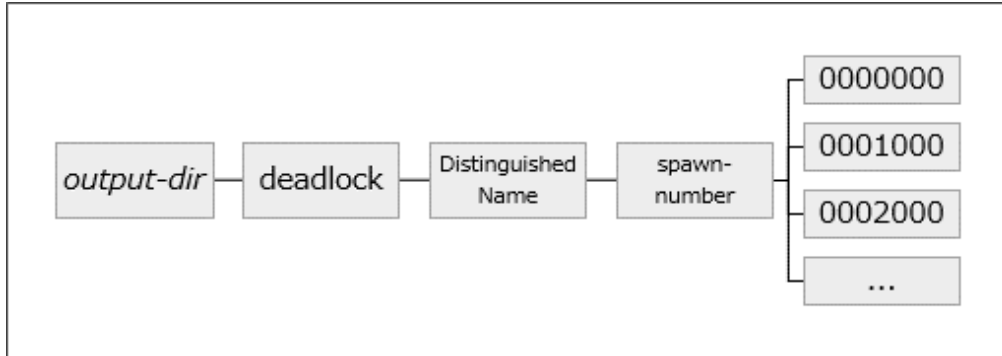 output-dir
deadlock
Distinguished
Name
spawn-
number
0000000
0001000
0002000
...